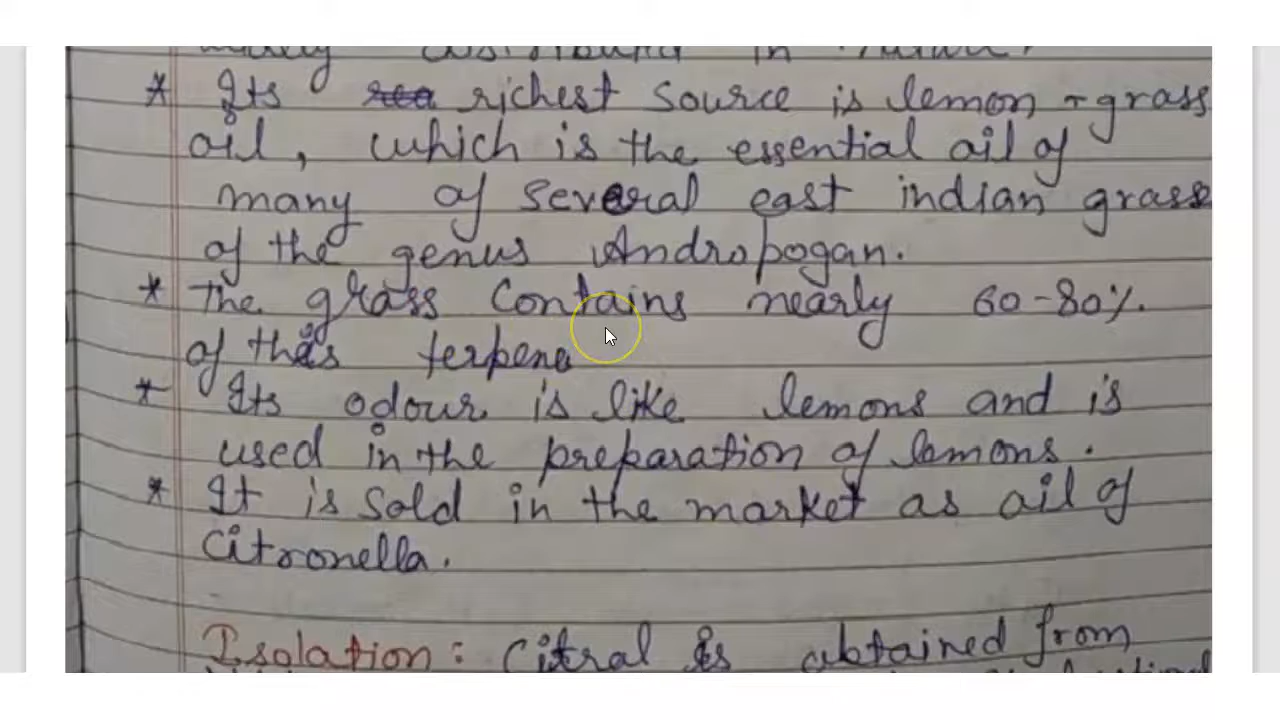 in
* Its richest source is lemon - grass
oil, which is the essential oil of
many of several east indian grass
of the genus Andropogan.
* The grass contains nearly 60-80%.
of this terpene
* Its odour is like lemons and is
used in the preparation of lemons.
* It is sold in the market as oil of
citronella.
Isolation: Citral is obtained from